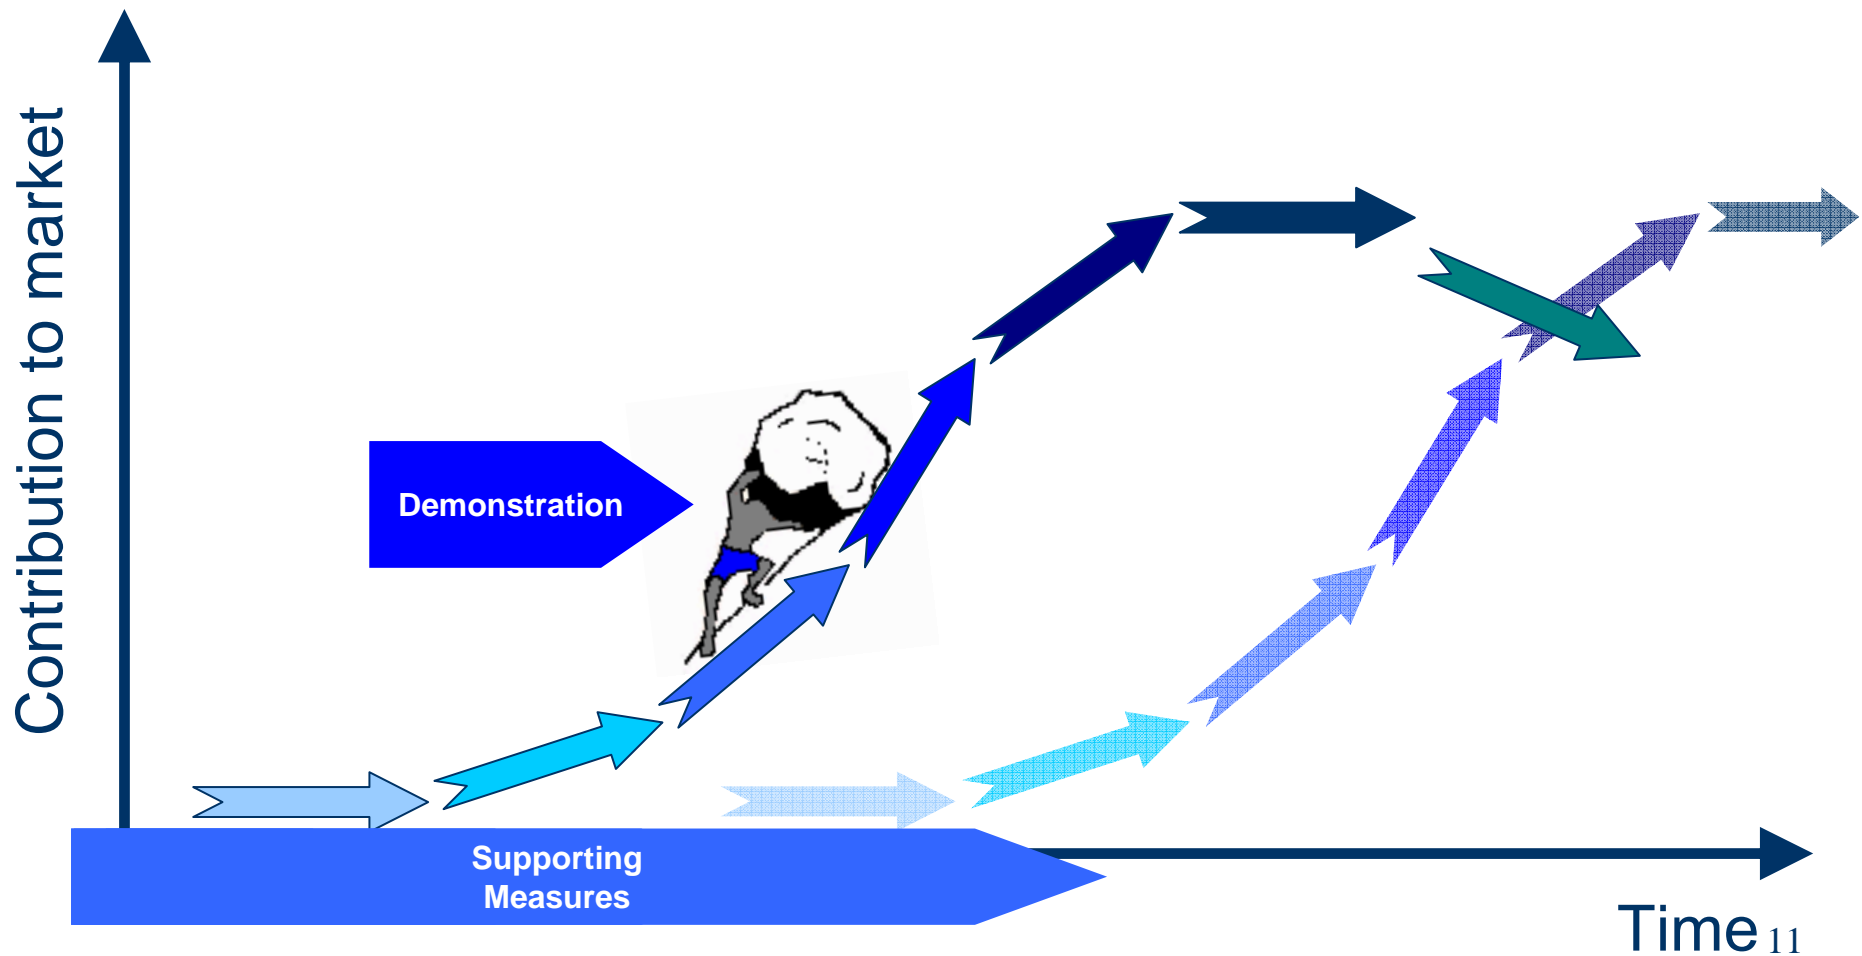 Contribution to market
Demonstration
Supporting
Measures
Time
11